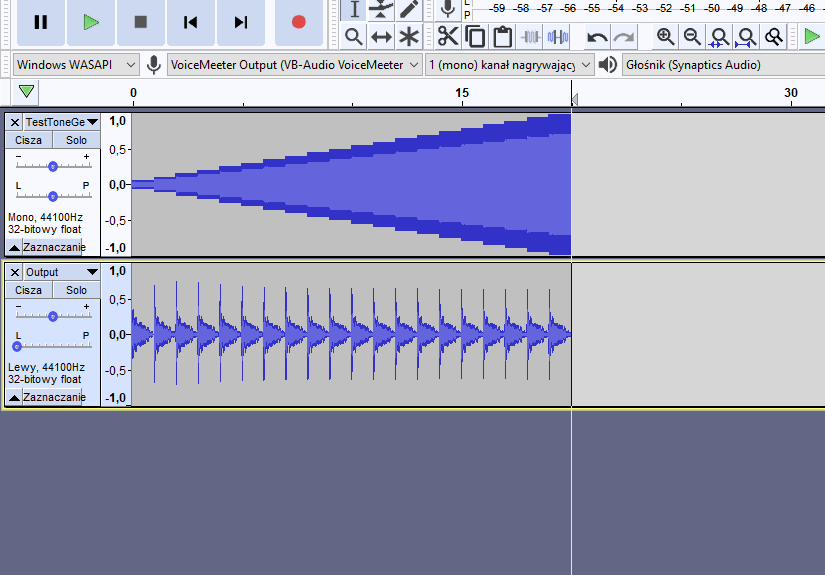 L
P
-59 -58 -57 -56 -55 -54 -53 -52 -51 -50 -49 -48 -47 -46
Windows WASAPI
VoiceMeeter Output (VB-Audio VoiceMeeter
1 (mono) kanał nagrywający
Głośnik (Synaptics Audio)
0 15 30
TestToneGe
Cisza Solo
- +
L P
Mono, 44100Hz
32-bitowy float
Zaznaczanie
1,0
0,5-
0,0-
-0,5-
-1,0
Output
Cisza Solo
- +
L P
Lewy, 44100Hz
32-bitowy float
Zaznaczanie
1,0
0,5-
0,0-
-0,5-
-1,0